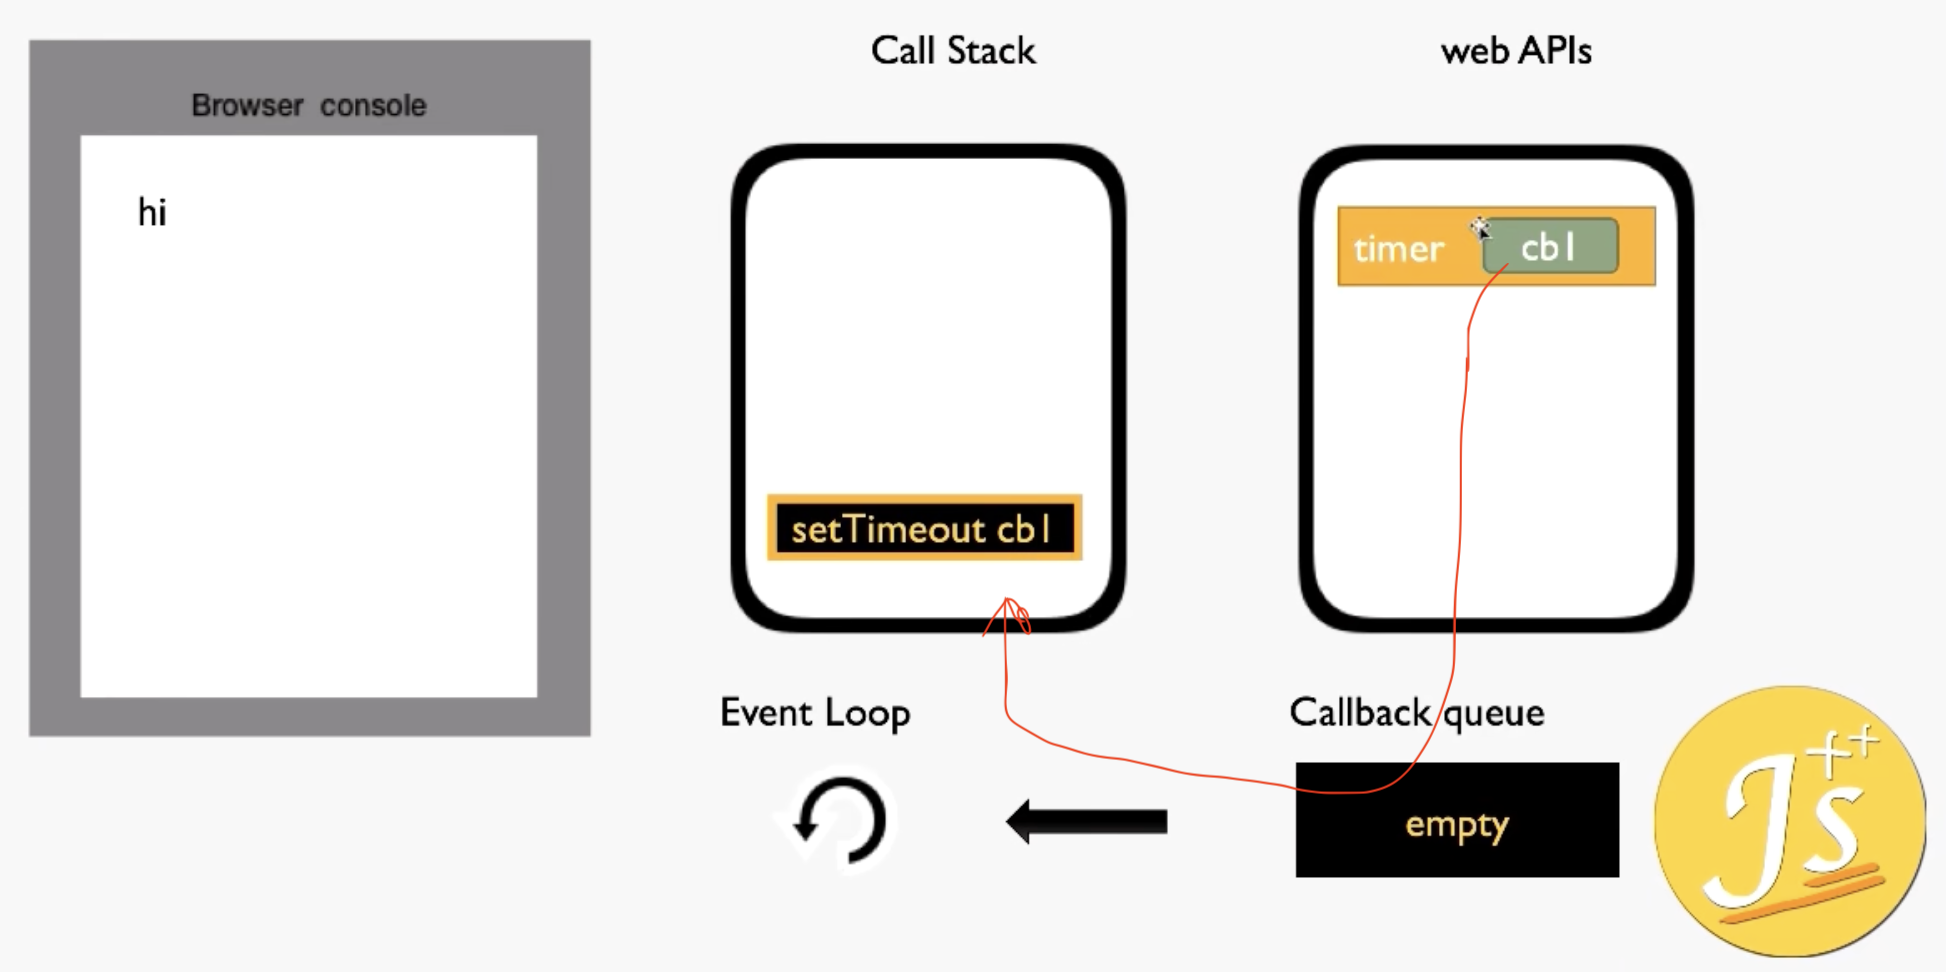 Call Stack
web APIs
Browser console
hi
timer
cb1
setTimeout cb1
Event Loop
Callback queue
empty
Js++